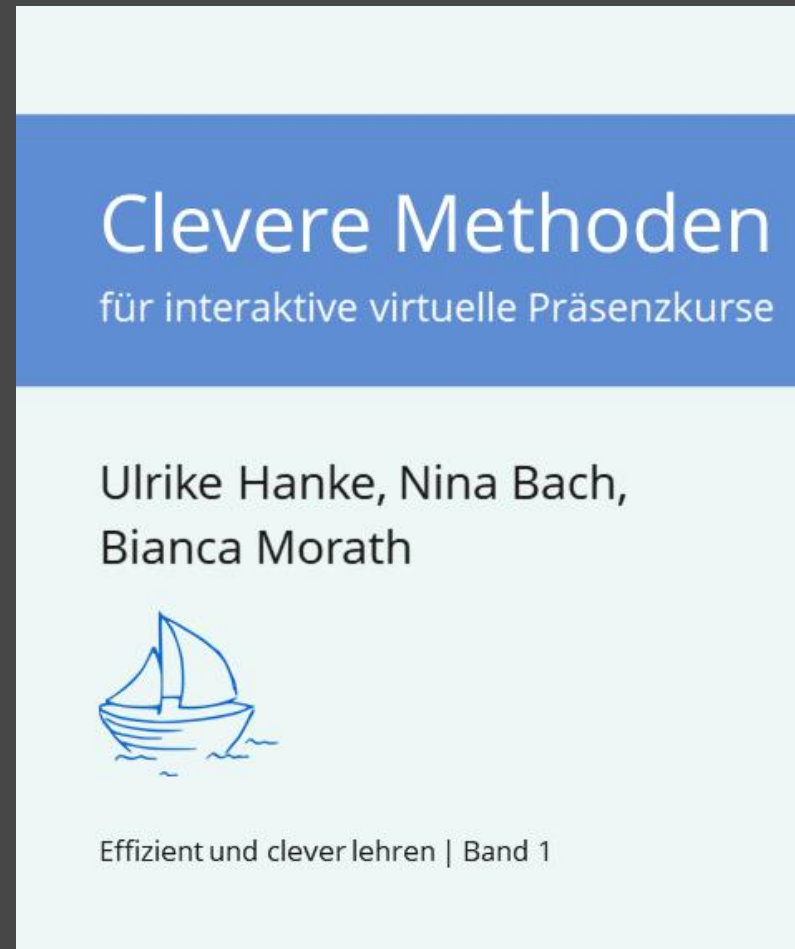 Clevere Methoden
für interaktive virtuelle Präsenzkurse
Ulrike Hanke, Nina Bach,
Bianca Morath
Effizient und clever lehren | Band 1